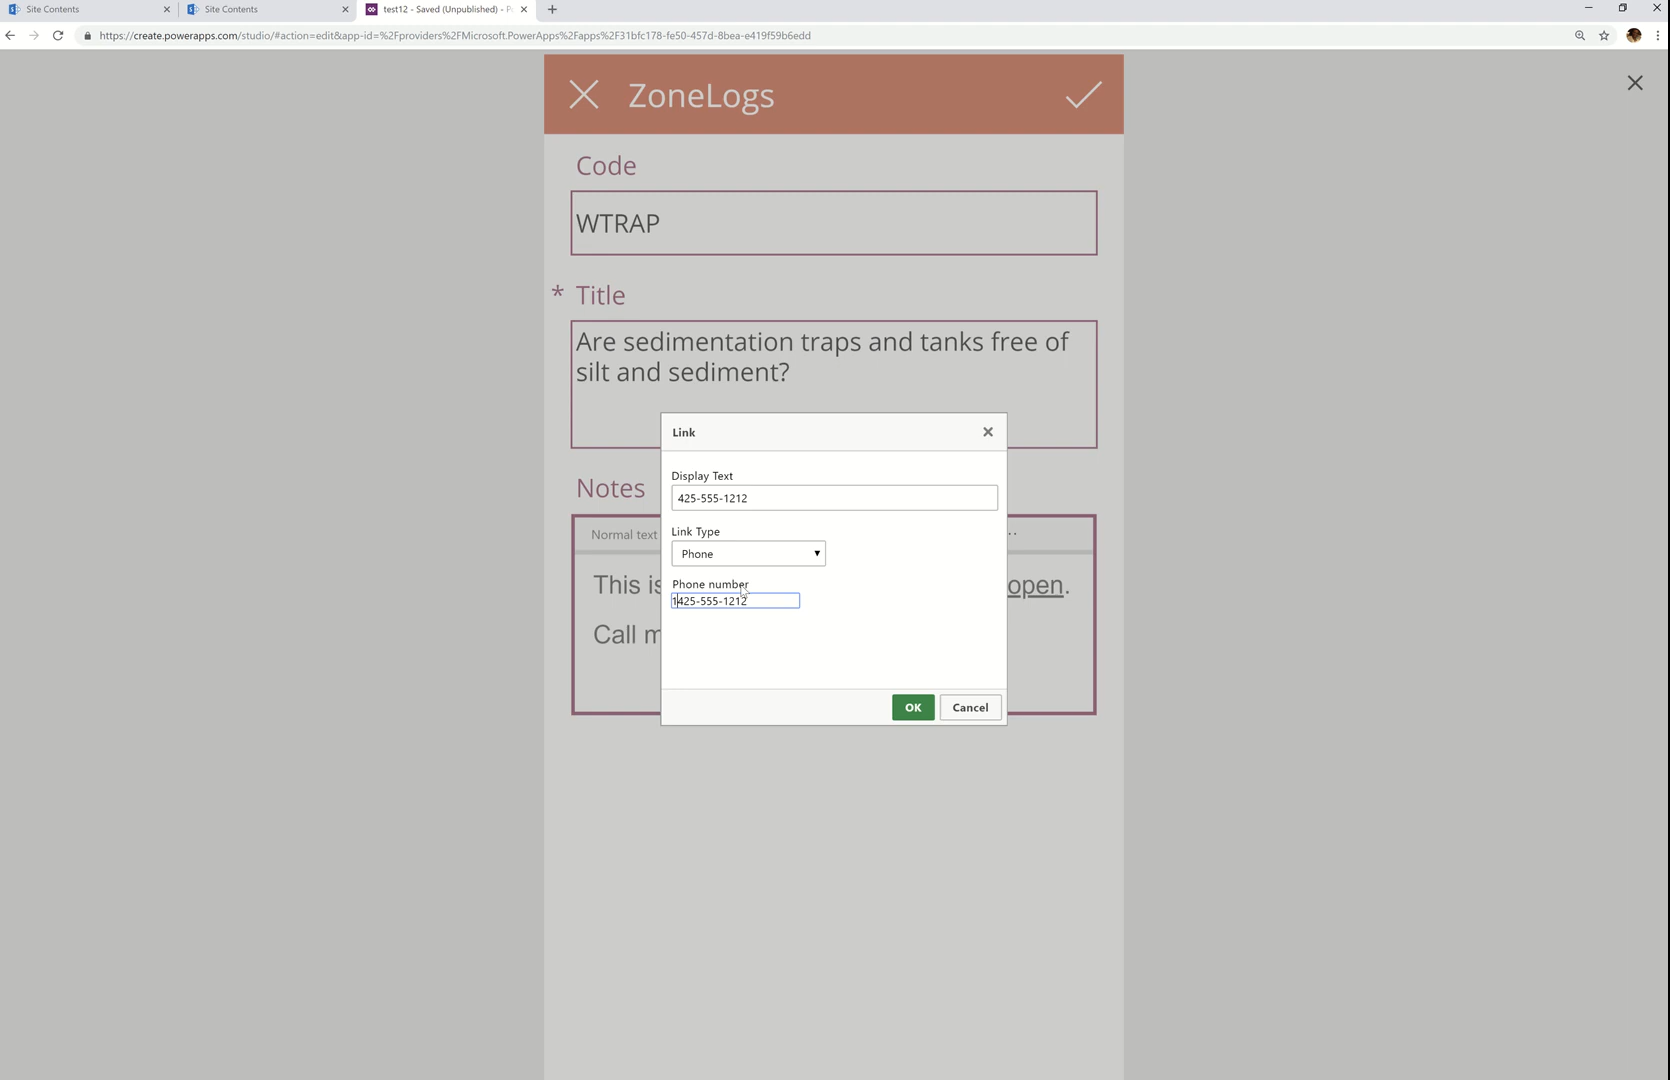 Site Contents
Site Contents
test12 - Saved (Unpublished) - P
https://create.powerapps.com/studio/#action=edit&app-id=%2Fproviders%2FMicrosoft.PowerApps%2Fapps%2F31bfc178-fe50-457d-8bea-e419f59b6edd
ZoneLogs
Code
WTRAP
* Title
Are sedimentation traps and tanks free of
silt and sediment?
Link
Display Text
425-555-1212
Link Type
Phone
Phone number
1425-555-1212
OK Cancel
Notes
Normal text
This is open.
Call m